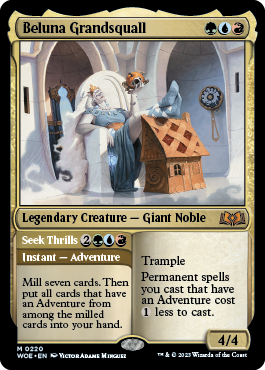 Beluna Grandsquall
Legendary Creature — Giant Noble
Seek Thrills 2
Instant — Adventure
Mill seven cards. Then
put all cards that have
an Adventure from
among the milled
cards into your hand.
Trample
Permanent spells
you cast that have
an Adventure cost
1 less to cast.
4/4
M 0220
WOE • EN Victor Adame Minguez
™ & © 2023 Wizards of the Coast